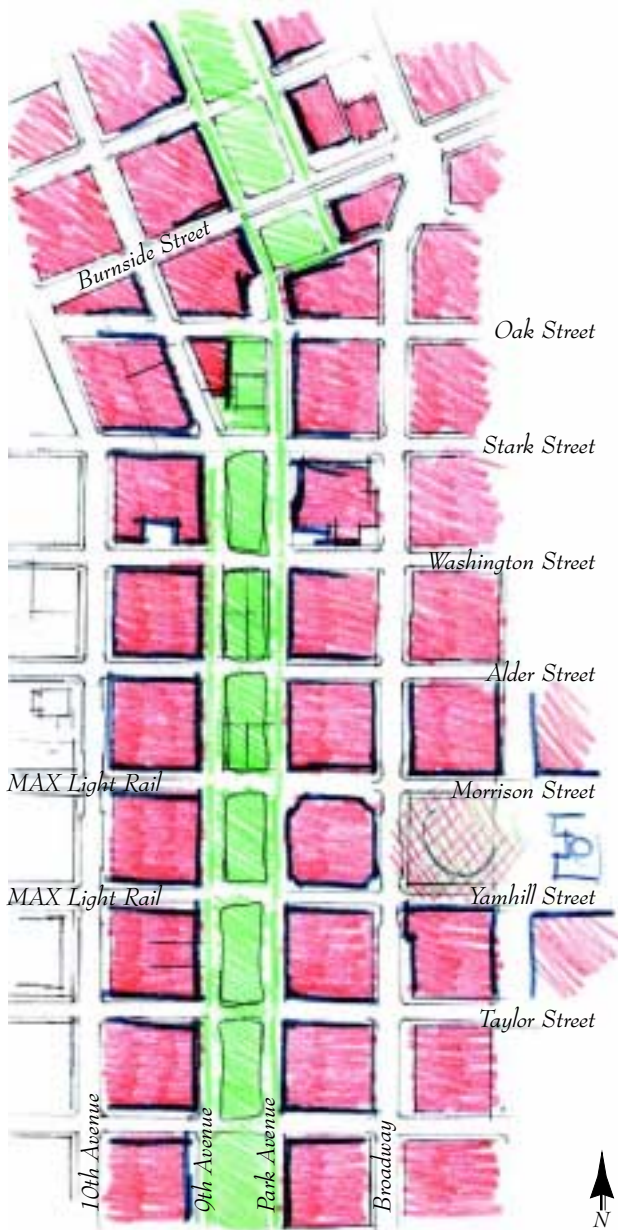 Burnside Street
Oak Street
Stark Street
Washington Street
Alder Street
MAX Light Rail
Morrison Street
MAX Light Rail
Yamhill Street
Taylor Street
10th Avenue
9th Avenue
Park Avenue
Broadway
N